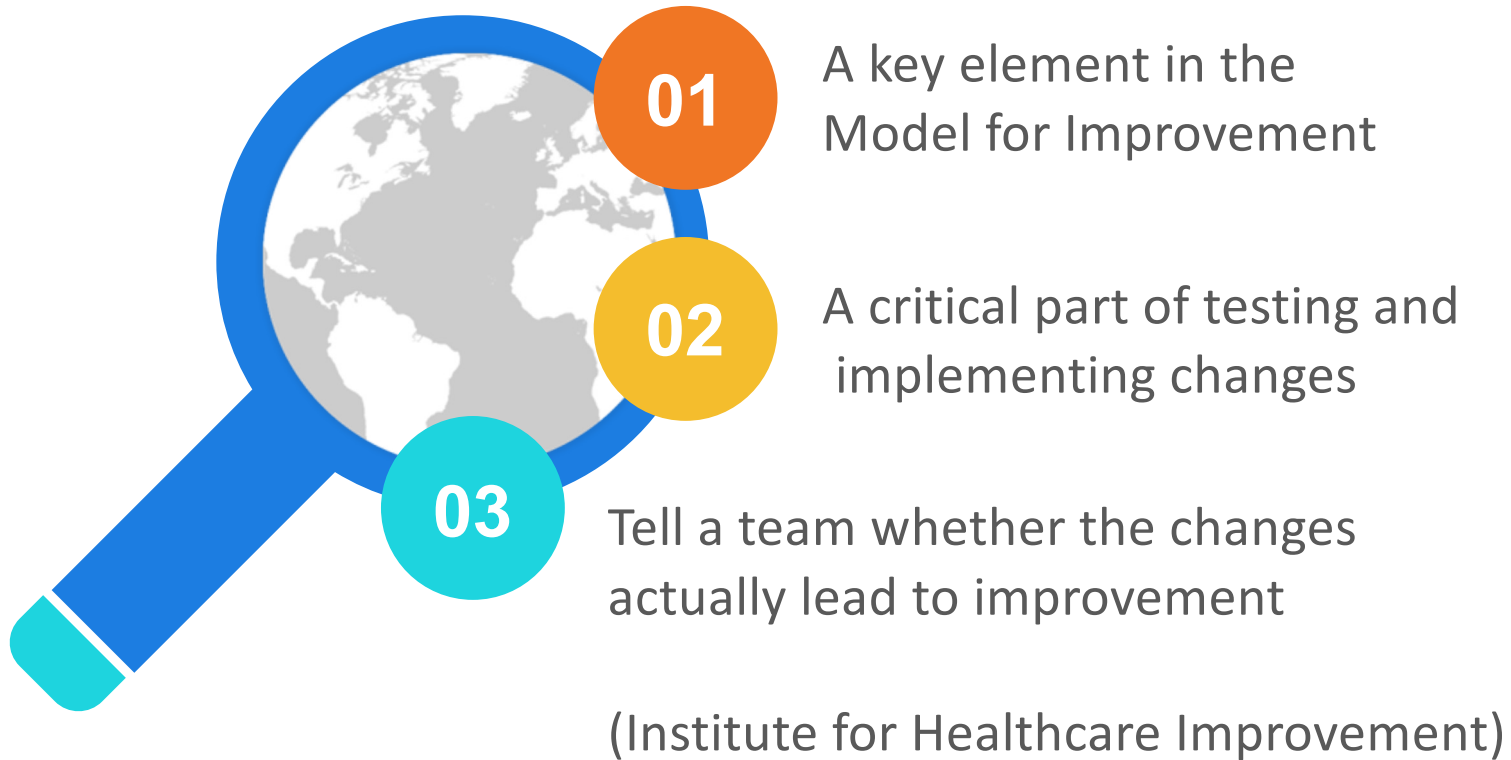 01
A key element in the
Model for Improvement
02
A critical part of testing and
implementing changes
03
Tell a team whether the changes
actually lead to improvement
(Institute for Healthcare Improvement)